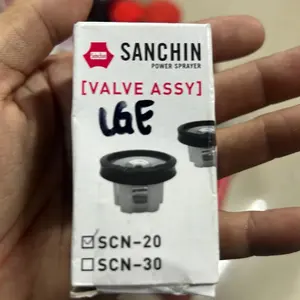 SANCHIN
POWER SPRAYER
[VALVE ASSY]
LGE
☑SCN-20
☐SCN-30